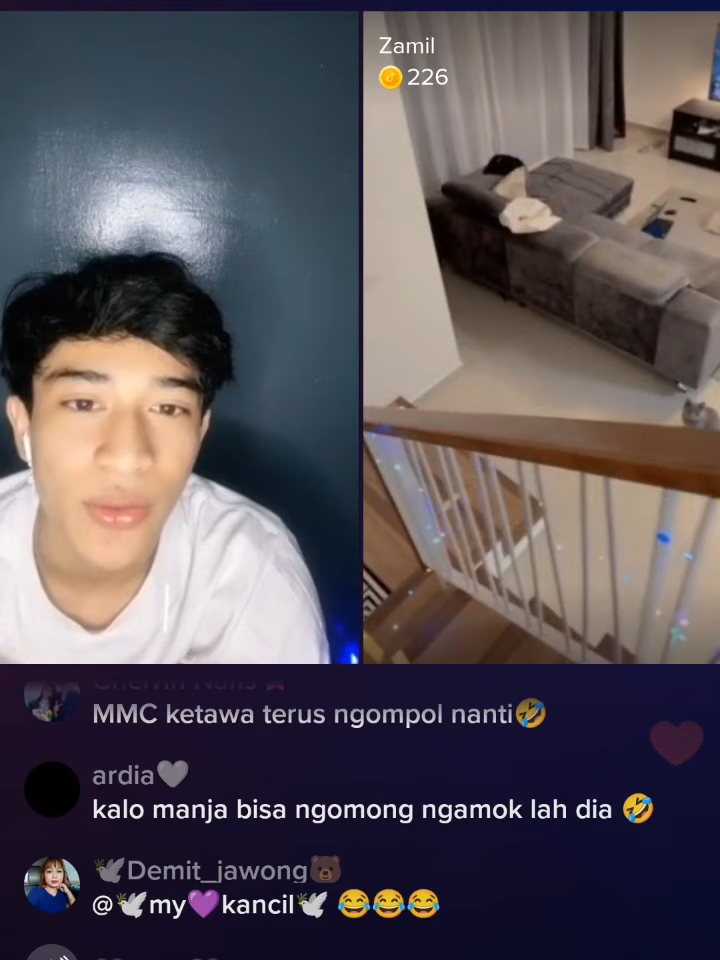 Zamil
226
MMC ketawa terus ngompol nanti🤣
ardia🤍
kalo manja bisa ngomong ngamok lah dia 🤣
🕊Demit_jawong🐻
@🕊my💜kancil🕊 😂😂😂